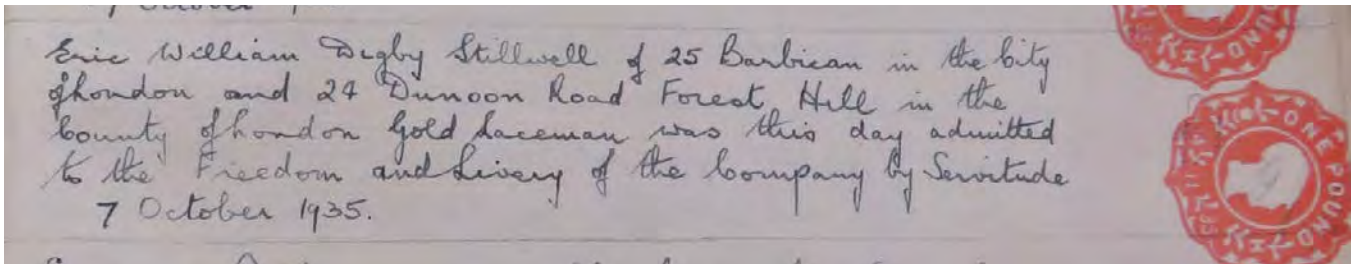 Eric William Digby Stillwell of 25 Barbican in the City
of London and 24 Dunoon Road Forest Hill in the
County of London Gold Laceman was this day admitted
to the Freedom and Livery of the Company by Servitude
7 October 1935.
ONE POUND